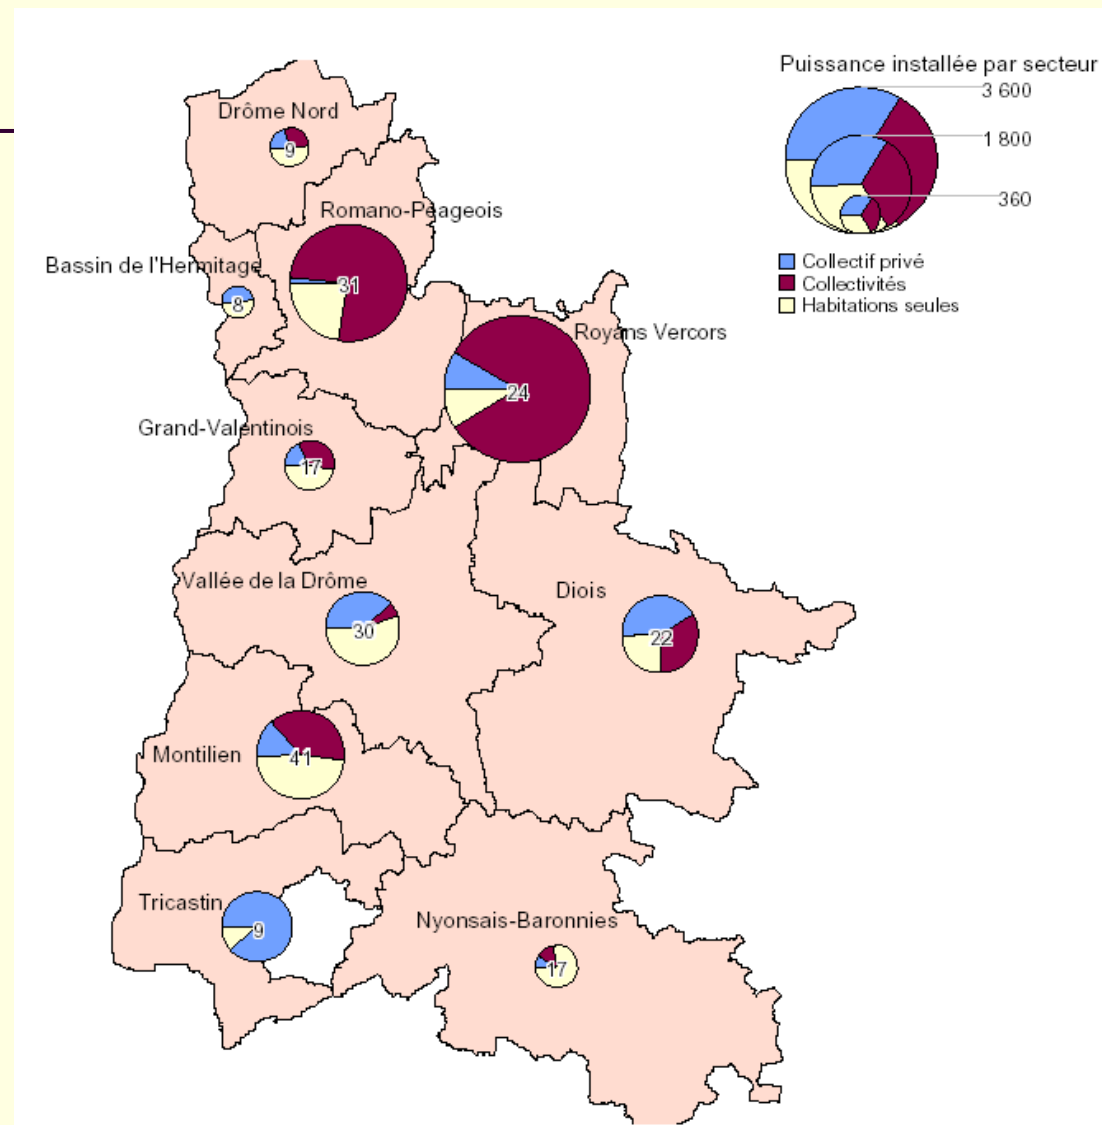 Puissance installée par secteur
3 600
1 800
360
Collectif privé
Collectivités
Habitations seules
Drôme Nord
9
Romano-Péageois
31
Bassin de l'Hermitage
8
Royans Vercors
24
Grand-Valentinois
17
Vallée de la Drôme
30
Diois
22
Montilien
41
Tricastin
9
Nyonsais-Baronnies
17